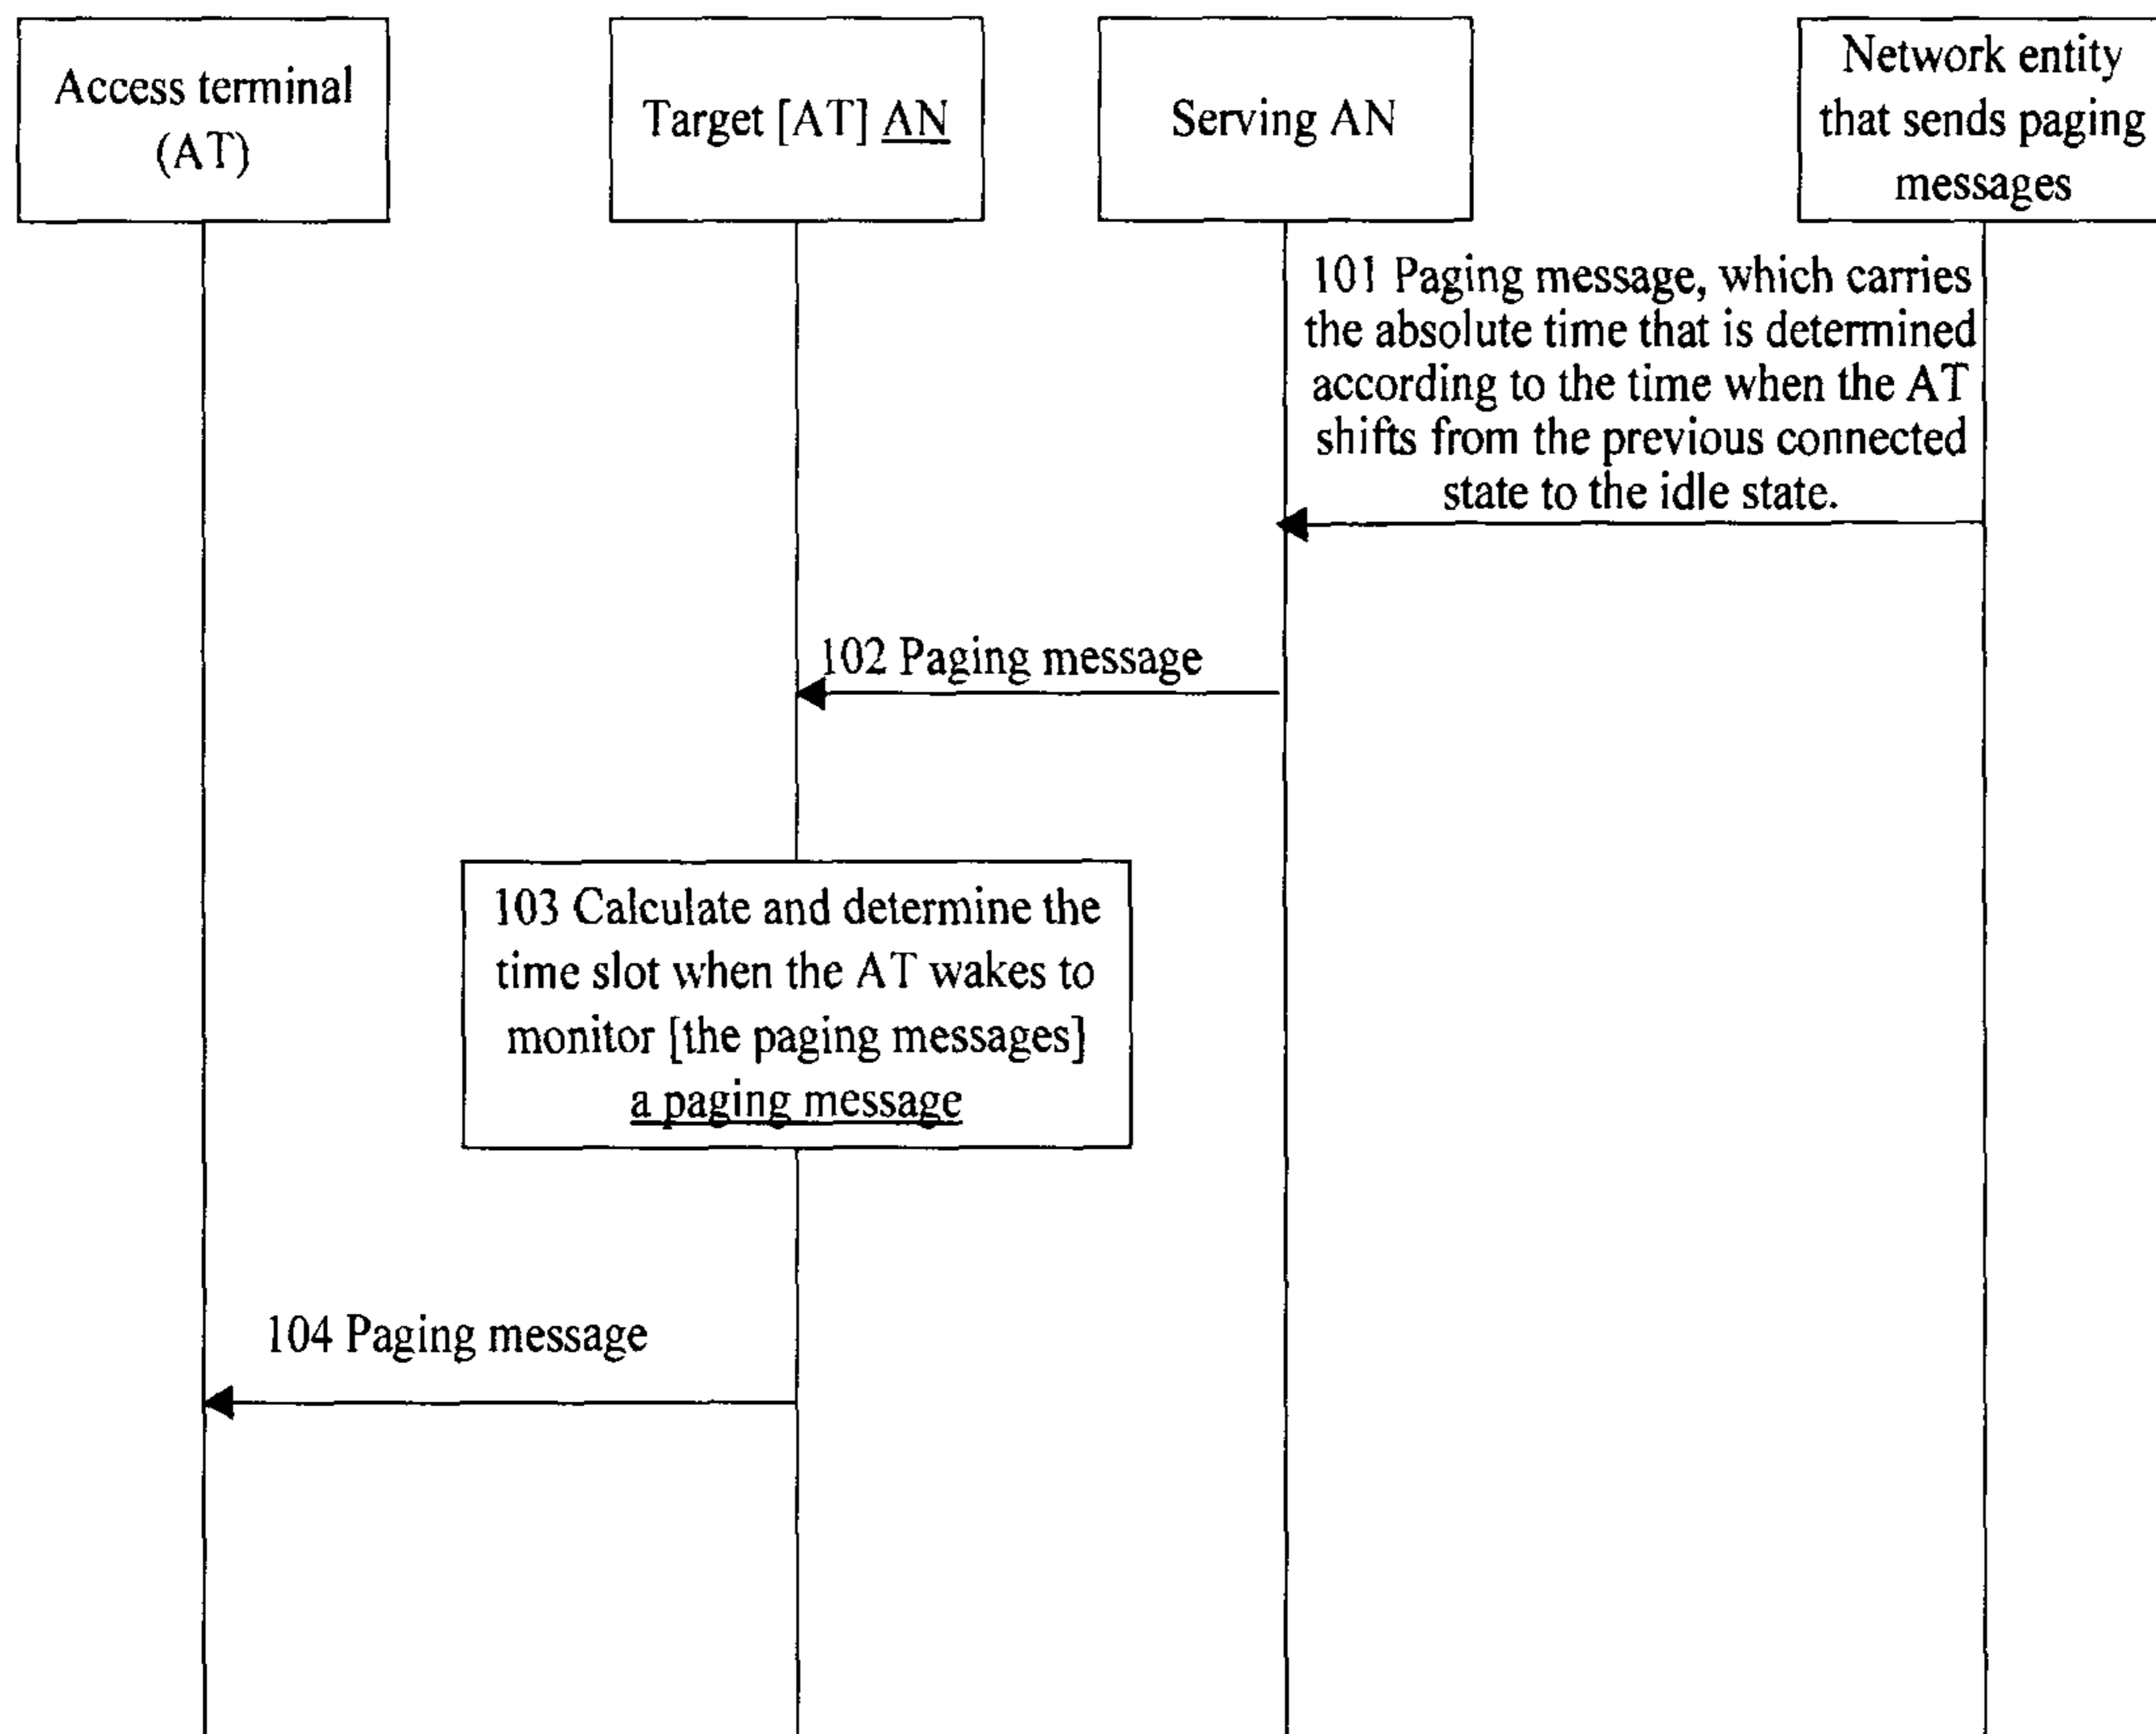 Access terminal
(AT)
Target [AT] AN
Serving AN
Network entity
that sends paging
messages
101 Paging message, which carries
the absolute time that is determined
according to the time when the AT
shifts from the previous connected
state to the idle state.
102 Paging message
103 Calculate and determine the
time slot when the AT wakes to
monitor [the paging messages]
a paging message
104 Paging message